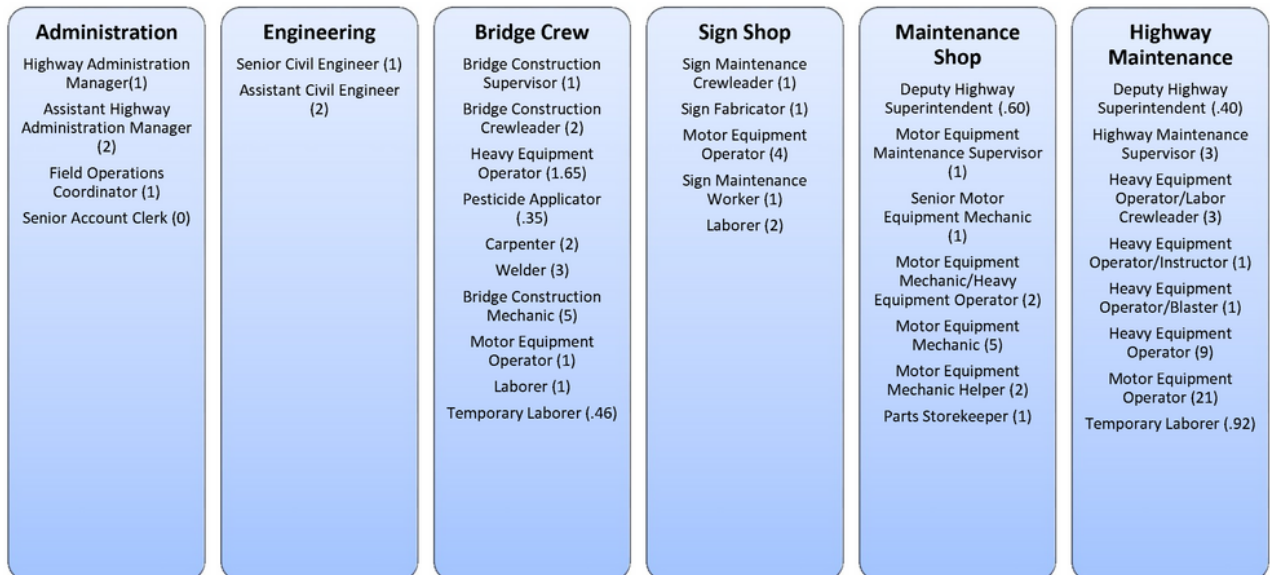 Administration
Highway Administration
Manager(1)
Assistant Highway
Administration Manager
(2)
Field Operations
Coordinator (1)
Senior Account Clerk (0)
Engineering
Senior Civil Engineer (1)
Assistant Civil Engineer
(2)
Bridge Crew
Bridge Construction
Supervisor (1)
Bridge Construction
Crewleader (2)
Heavy Equipment
Operator (1.65)
Pesticide Applicator
(.35)
Carpenter (2)
Welder (3)
Bridge Construction
Mechanic (5)
Motor Equipment
Operator (1)
Laborer (1)
Temporary Laborer (.46)
Sign Shop
Sign Maintenance
Crewleader (1)
Sign Fabricator (1)
Motor Equipment
Operator (4)
Sign Maintenance
Worker (1)
Laborer (2)
Maintenance
Shop
Deputy Highway
Superintendent (.60)
Motor Equipment
Maintenance Supervisor
(1)
Senior Motor
Equipment Mechanic
(1)
Motor Equipment
Mechanic/Heavy
Equipment Operator (2)
Motor Equipment
Mechanic (5)
Motor Equipment
Mechanic Helper (2)
Parts Storekeeper (1)
Highway
Maintenance
Deputy Highway
Superintendent (.40)
Highway Maintenance
Supervisor (3)
Heavy Equipment
Operator/Labor
Crewleader (3)
Heavy Equipment
Operator/Instructor (1)
Heavy Equipment
Operator/Blaster (1)
Heavy Equipment
Operator (9)
Motor Equipment
Operator (21)
Temporary Laborer (.92)